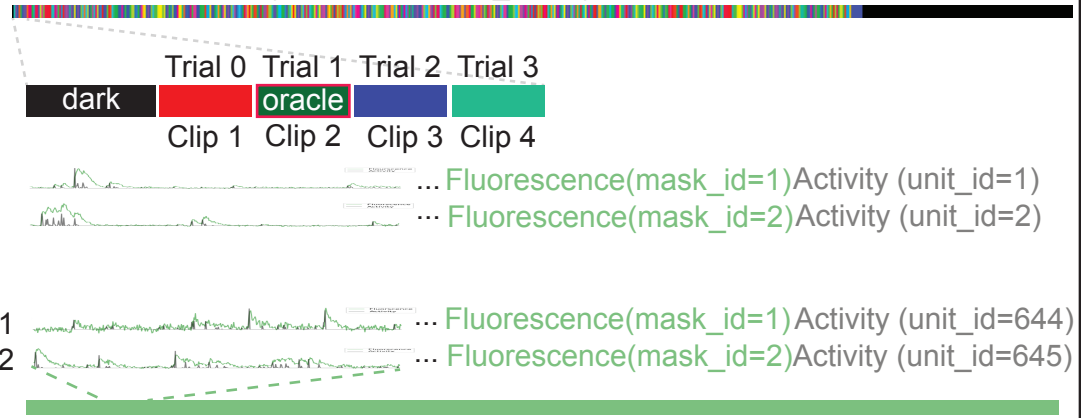 Trial 0 Trial 1 Trial 2 Trial 3
dark oracle
Clip 1 Clip 2 Clip 3 Clip 4
... Fluorescence(mask_id=1) Activity (unit_id=1)
... Fluorescence(mask_id=2) Activity (unit_id=2)
1 ... Fluorescence(mask_id=1) Activity (unit_id=644)
2 ... Fluorescence(mask_id=2) Activity (unit_id=645)